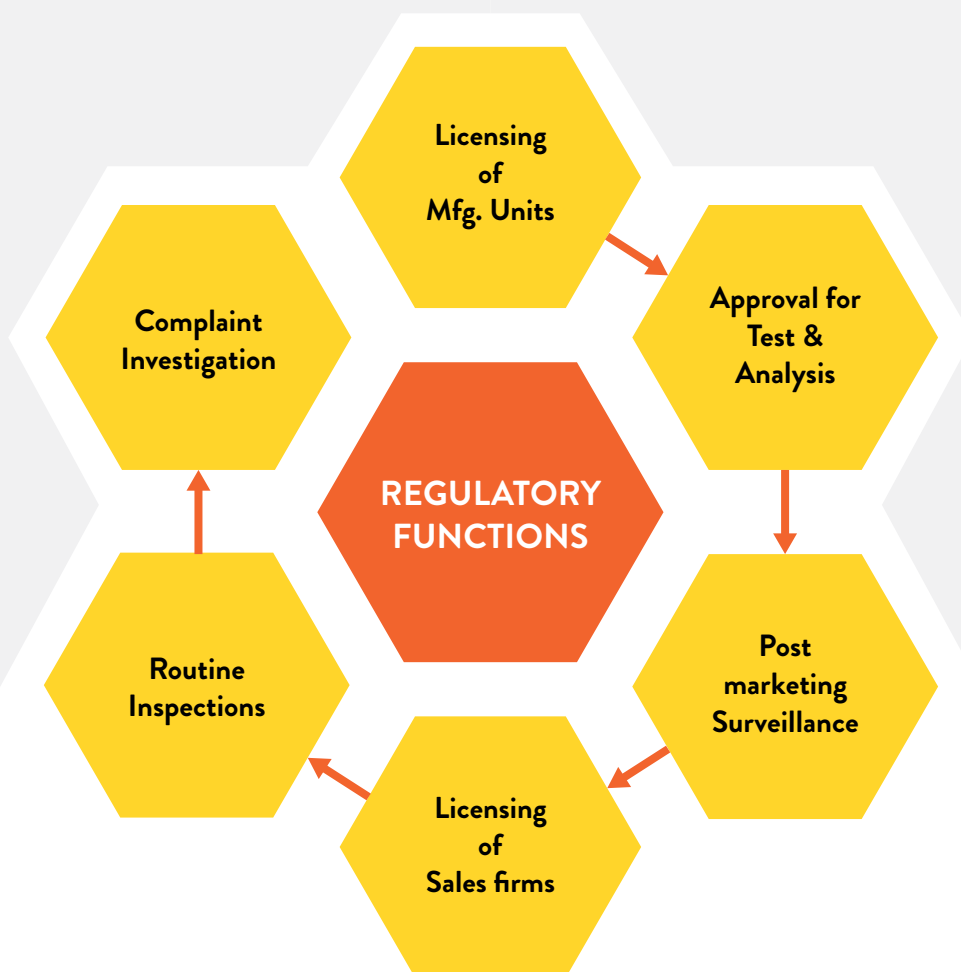 Licensing
of
Mfg. Units
Approval for
Test &
Analysis
Post
marketing
Surveillance
Licensing
of
Sales firms
Routine
Inspections
Complaint
Investigation
REGULATORY
FUNCTIONS